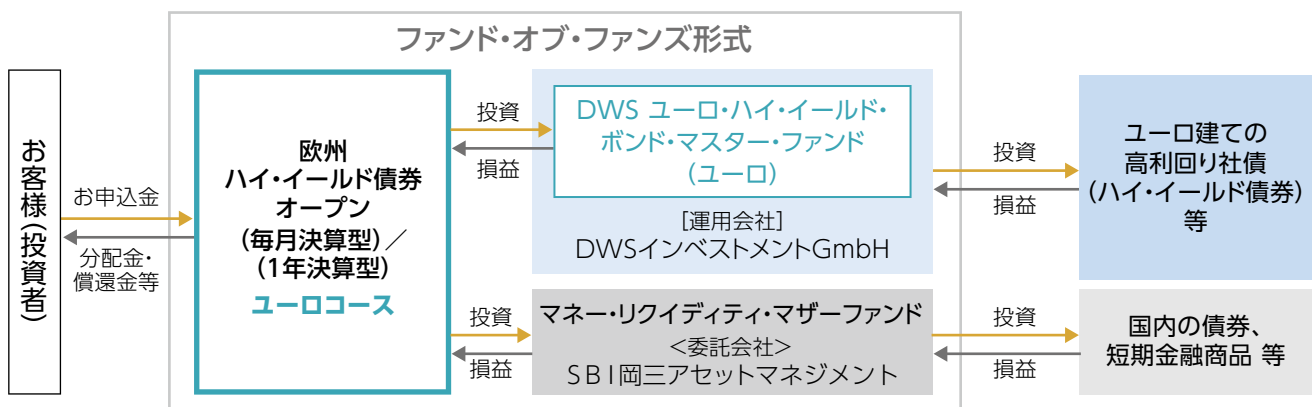 ファンド・オブ・ファンズ形式
お客様(投資者)
お申込金
分配金・
償還金等
欧州
ハイ・イールド債券
オープン
(毎月決算型)／
(1年決算型)
ユーロコース
投資
損益
DWS ユーロ・ハイ・イールド・
ボンド・マスター・ファンド
(ユーロ)
[運用会社]
DWSインベストメントGmbH
投資
損益
ユーロ建ての
高利回り社債
(ハイ・イールド債券)
等
投資
損益
マネー・リクイディティ・マザーファンド
＜委託会社＞
ＳＢＩ岡三アセットマネジメント
投資
損益
国内の債券、
短期金融商品 等